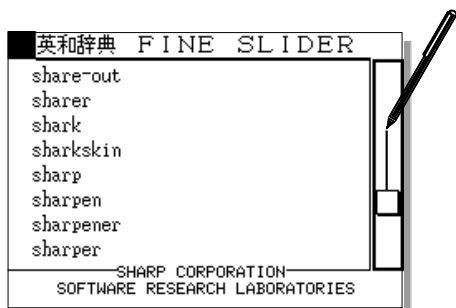 英和辞典 FINE SLIDER
share-out
sharer
shark
sharkskin
sharp
sharpen
sharpener
sharper
SHARP CORPORATION
SOFTWARE RESEARCH LABORATORIES